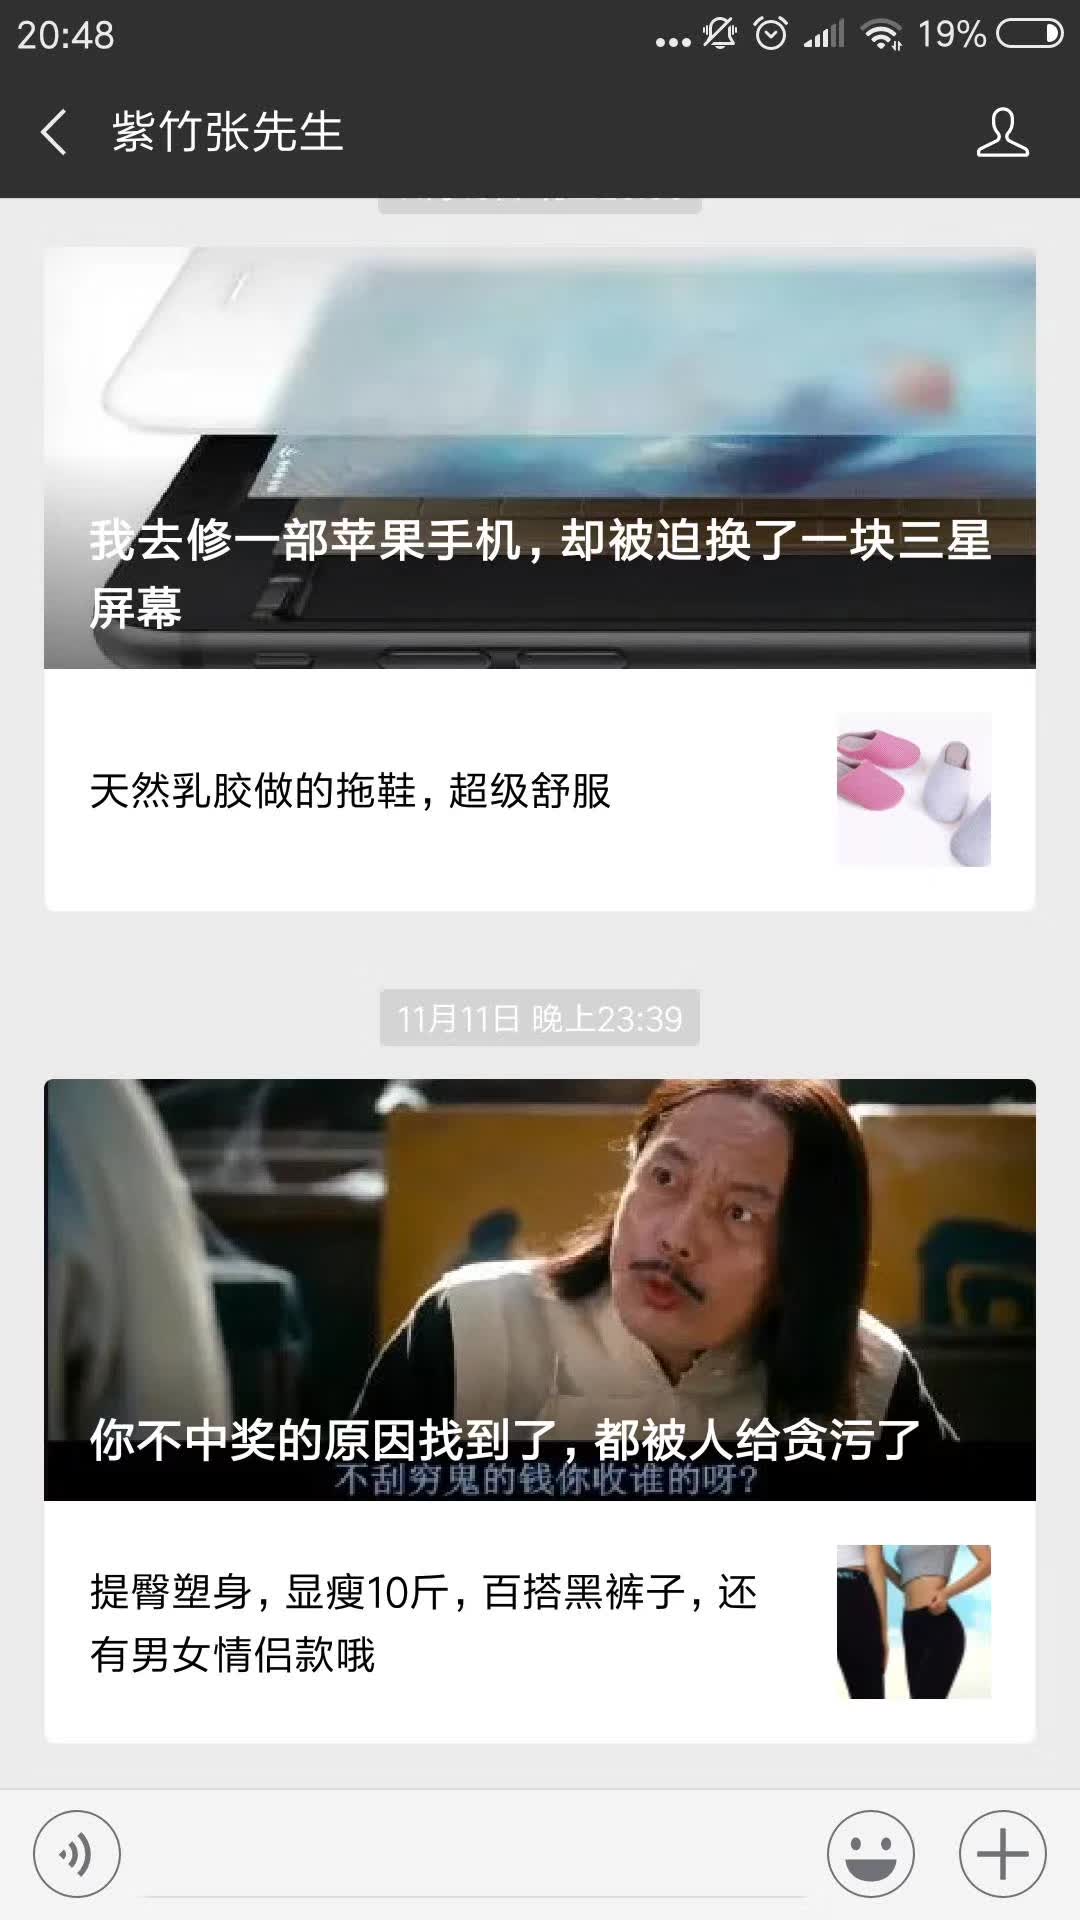 20:48
19%
紫竹张先生
我去修一部苹果手机，却被迫换了一块三星
屏幕
天然乳胶做的拖鞋，超级舒服
11月11日 晚上23:39
你不中奖的原因找到了，都被人给贪污了
不刮穷鬼的钱你收谁的呀?
提臀塑身，显瘦10斤，百搭黑裤子，还
有男女情侣款哦